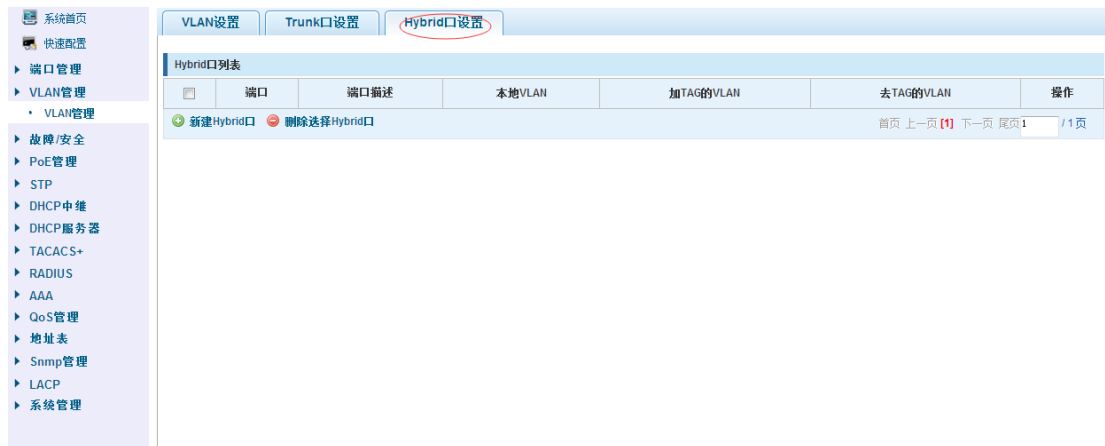 系统首页
快速配置
端口管理
VLAN管理
VLAN管理
故障/安全
PoE管理
STP
DHCP中继
DHCP服务器
TACACS+
RADIUS
AAA
QoS管理
地址表
Snmp管理
LACP
系统管理
VLAN设置 Trunk口设置 Hybrid口设置
Hybrid口列表
端口 端口描述 本地VLAN 加TAG的VLAN 去TAG的VLAN 操作
新建Hybrid口 删除选择Hybrid口 首页 上一页 [1] 下一页 尾页 1 / 1 页